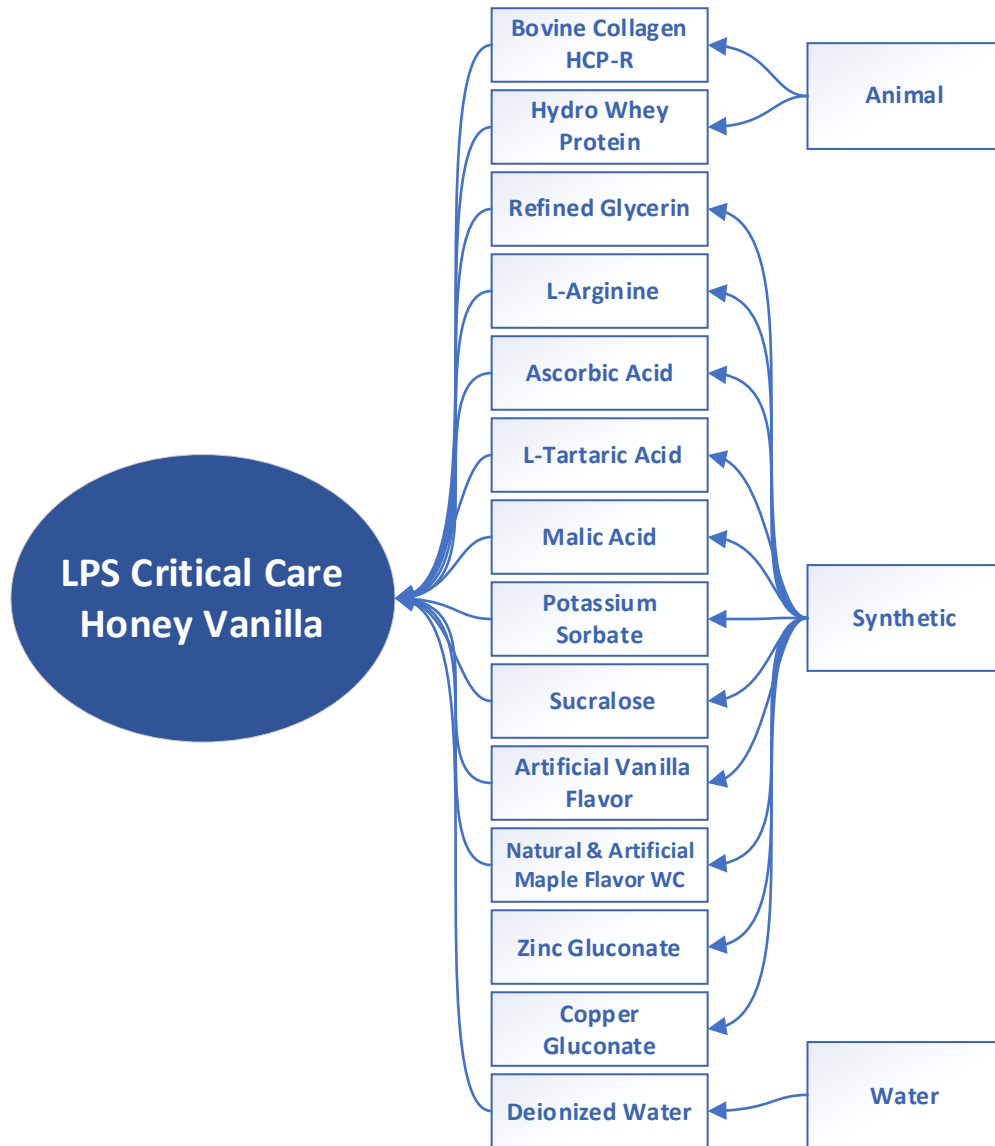 Bovine Collagen
HCP-R
Animal
Hydro Whey
Protein
Refined Glycerin
L-Arginine
Ascorbic Acid
L-Tartaric Acid
Malic Acid
LPS Critical Care
Honey Vanilla
Potassium
Sorbate
Synthetic
Sucralose
Artificial Vanilla
Flavor
Natural & Artificial
Maple Flavor WC
Zinc Gluconate
Copper
Gluconate
Deionized Water
Water